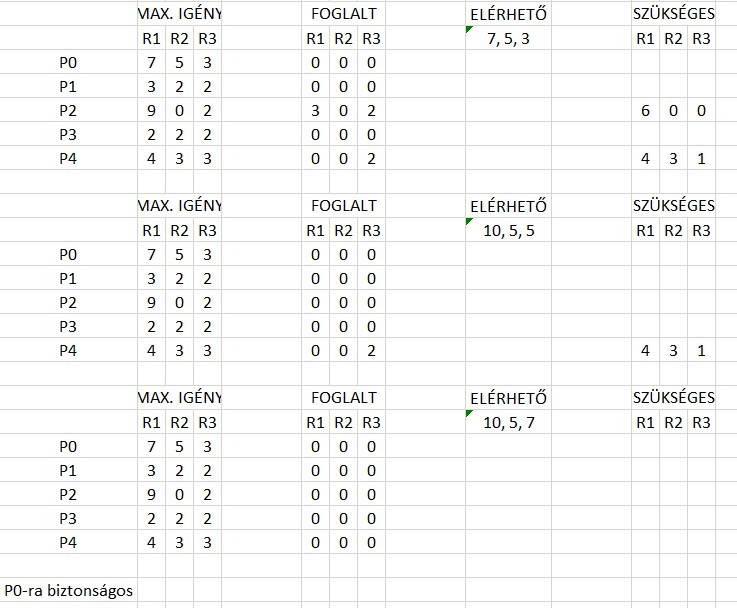 MAX. IGÉNY FOGLALT ELÉRHETŐ SZÜKSÉGES
R1 R2 R3 R1 R2 R3 7, 5, 3 R1 R2 R3
P0 7 5 3 0 0 0
P1 3 2 2 0 0 0
P2 9 0 2 3 0 2 6 0 0
P3 2 2 2 0 0 0
P4 4 3 3 0 0 2 4 3 1
MAX. IGÉNY FOGLALT ELÉRHETŐ SZÜKSÉGES
R1 R2 R3 R1 R2 R3 10, 5, 5 R1 R2 R3
P0 7 5 3 0 0 0
P1 3 2 2 0 0 0
P2 9 0 2 0 0 0
P3 2 2 2 0 0 0
P4 4 3 3 0 0 2 4 3 1
MAX. IGÉNY FOGLALT ELÉRHETŐ SZÜKSÉGES
R1 R2 R3 R1 R2 R3 10, 5, 7 R1 R2 R3
P0 7 5 3 0 0 0
P1 3 2 2 0 0 0
P2 9 0 2 0 0 0
P3 2 2 2 0 0 0
P4 4 3 3 0 0 0
P0-ra biztonságos